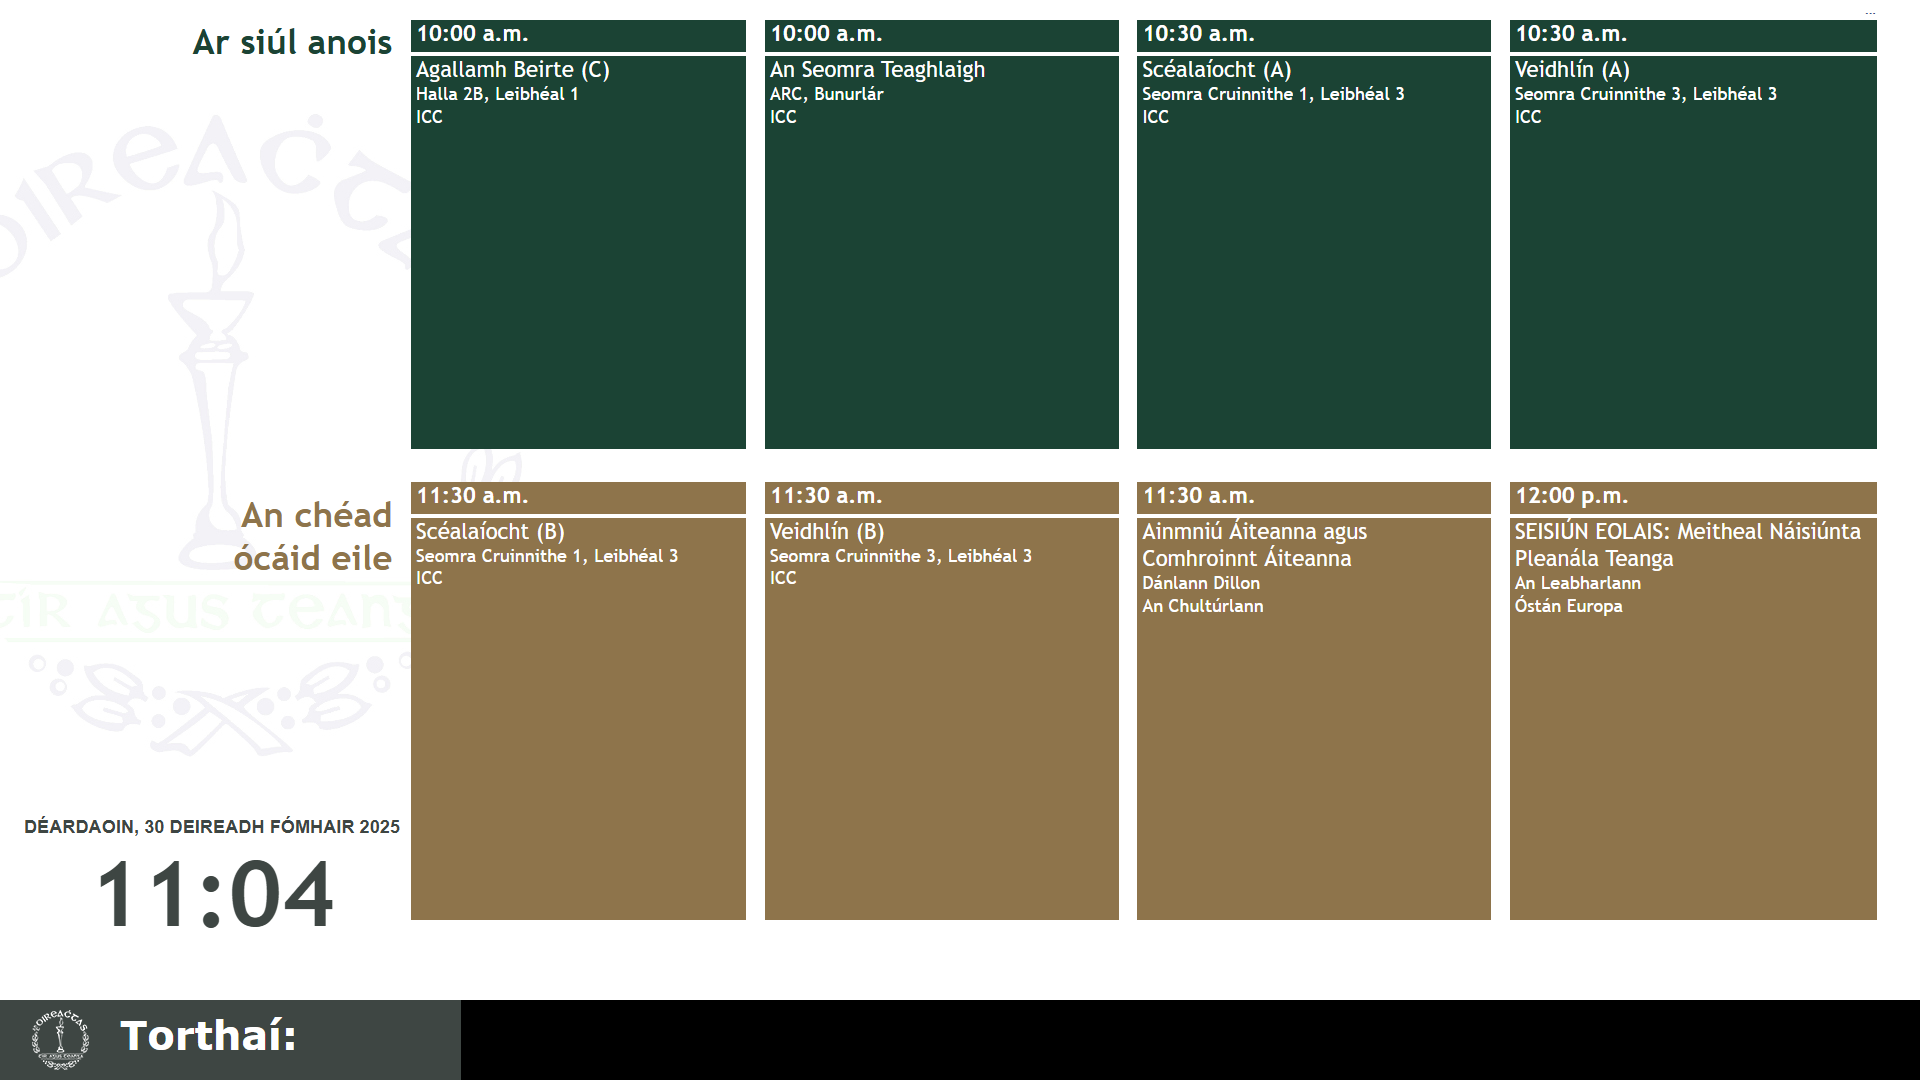 Ar siúl anois
10:00 a.m.
Agallamh Beirte (C)
Halla 2B, Leibhéal 1
ICC
10:00 a.m.
An Seomra Teaghlaigh
ARC, Bunurlár
ICC
10:30 a.m.
Scéalaíocht (A)
Seomra Cruinnithe 1, Leibhéal 3
ICC
10:30 a.m.
Veidhlín (A)
Seomra Cruinnithe 3, Leibhéal 3
ICC
An chéad
ócáid eile
11:30 a.m.
Scéalaíocht (B)
Seomra Cruinnithe 1, Leibhéal 3
ICC
11:30 a.m.
Veidhlín (B)
Seomra Cruinnithe 3, Leibhéal 3
ICC
11:30 a.m.
Ainmniú Áiteanna agus
Comhroinnt Áiteanna
Dánlann Dillon
An Chultúrlann
12:00 p.m.
SEISIÚN EOLAIS: Meitheal Náisiúnta
Pleanála Teanga
An Leabharlann
Óstán Europa
DÉARDAOIN, 30 DEIREADH FÓMHAIR 2025
11:04
Torthaí: